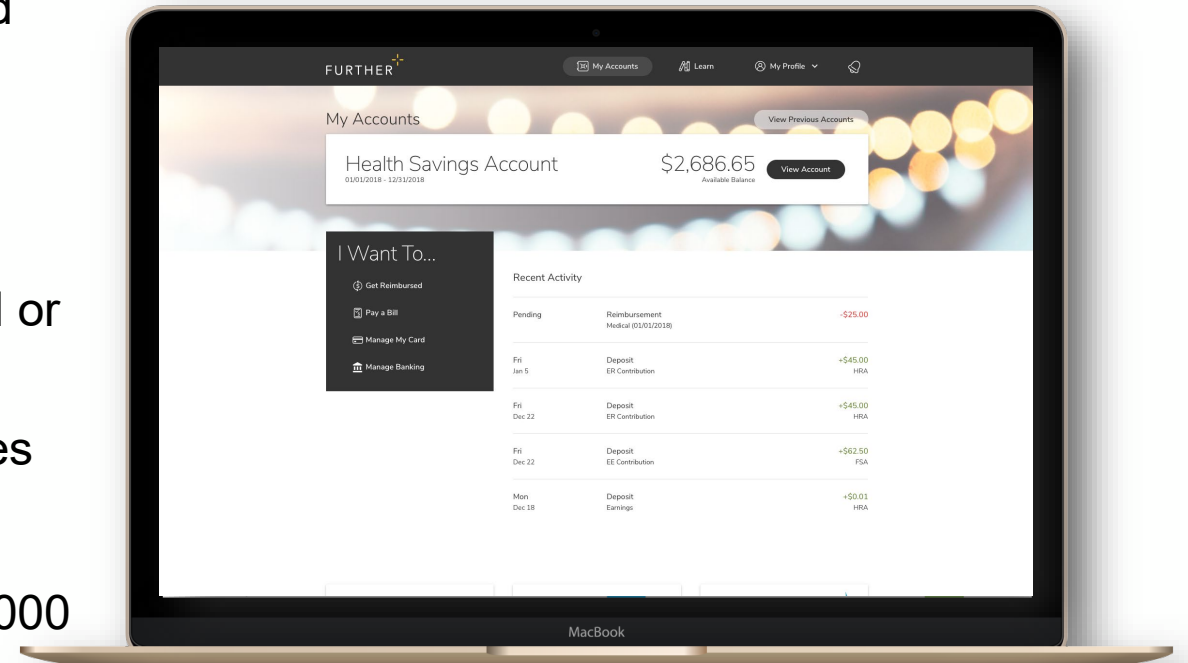 d
l or
es
000
FURTHER
My Accounts
Learn
My Profile
My Accounts
View Previous Accounts
Health Savings Account
01/01/2018 - 12/31/2018
$2,686.65
Available Balance
View Account
I Want To...
Get Reimbursed
Pay a Bill
Manage My Card
Manage Banking
Recent Activity
Pending Reimbursement -$25.00
Medical (01/01/2018)
Fri Deposit +$45.00
Jan 5 ER Contribution HRA
Fri Deposit +$45.00
Dec 22 ER Contribution HRA
Fri Deposit +$62.50
Dec 22 EE Contribution FSA
Mon Deposit +$0.01
Dec 18 Earnings HRA
MacBook